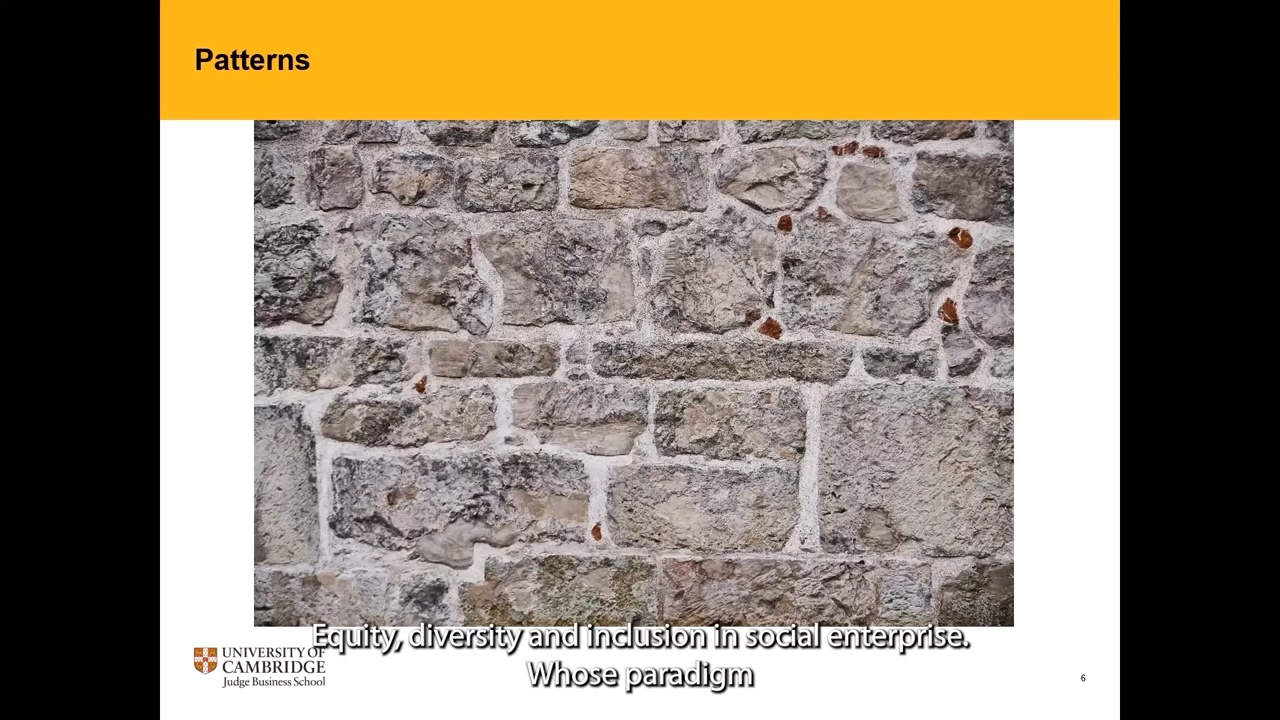 Patterns
Equity, diversity and inclusion in social enterprise.
Whose paradigm
UNIVERSITY OF
CAMBRIDGE
Judge Business School
6